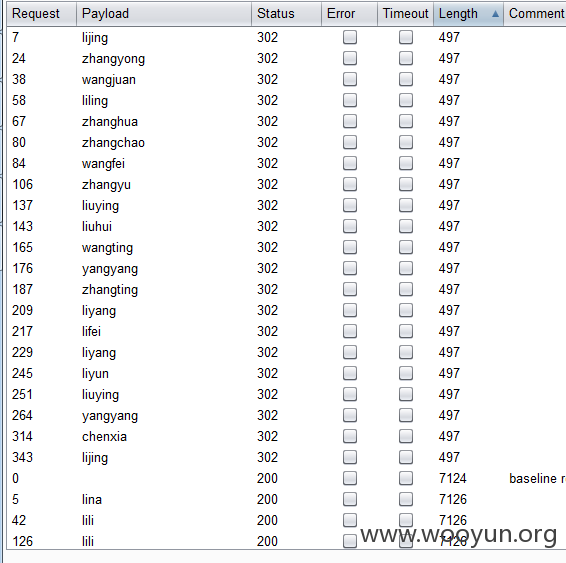 Request Payload Status Error Timeout Length Comment
7 lijing 302 497
24 zhangyong 302 497
38 wangjuan 302 497
58 liling 302 497
67 zhanghua 302 497
80 zhangchao 302 497
84 wangfei 302 497
106 zhangyu 302 497
137 liuying 302 497
143 liuhui 302 497
165 wangting 302 497
176 yangyang 302 497
187 zhangting 302 497
209 liyang 302 497
217 lifei 302 497
229 liyang 302 497
245 liyun 302 497
251 liuying 302 497
264 yangyang 302 497
314 chenxia 302 497
343 lijing 302 497
0 200 7124 baseline r
5 lina 200 7126
42 lili 200 7126
126 lili 200 7126
www.wooyun.org